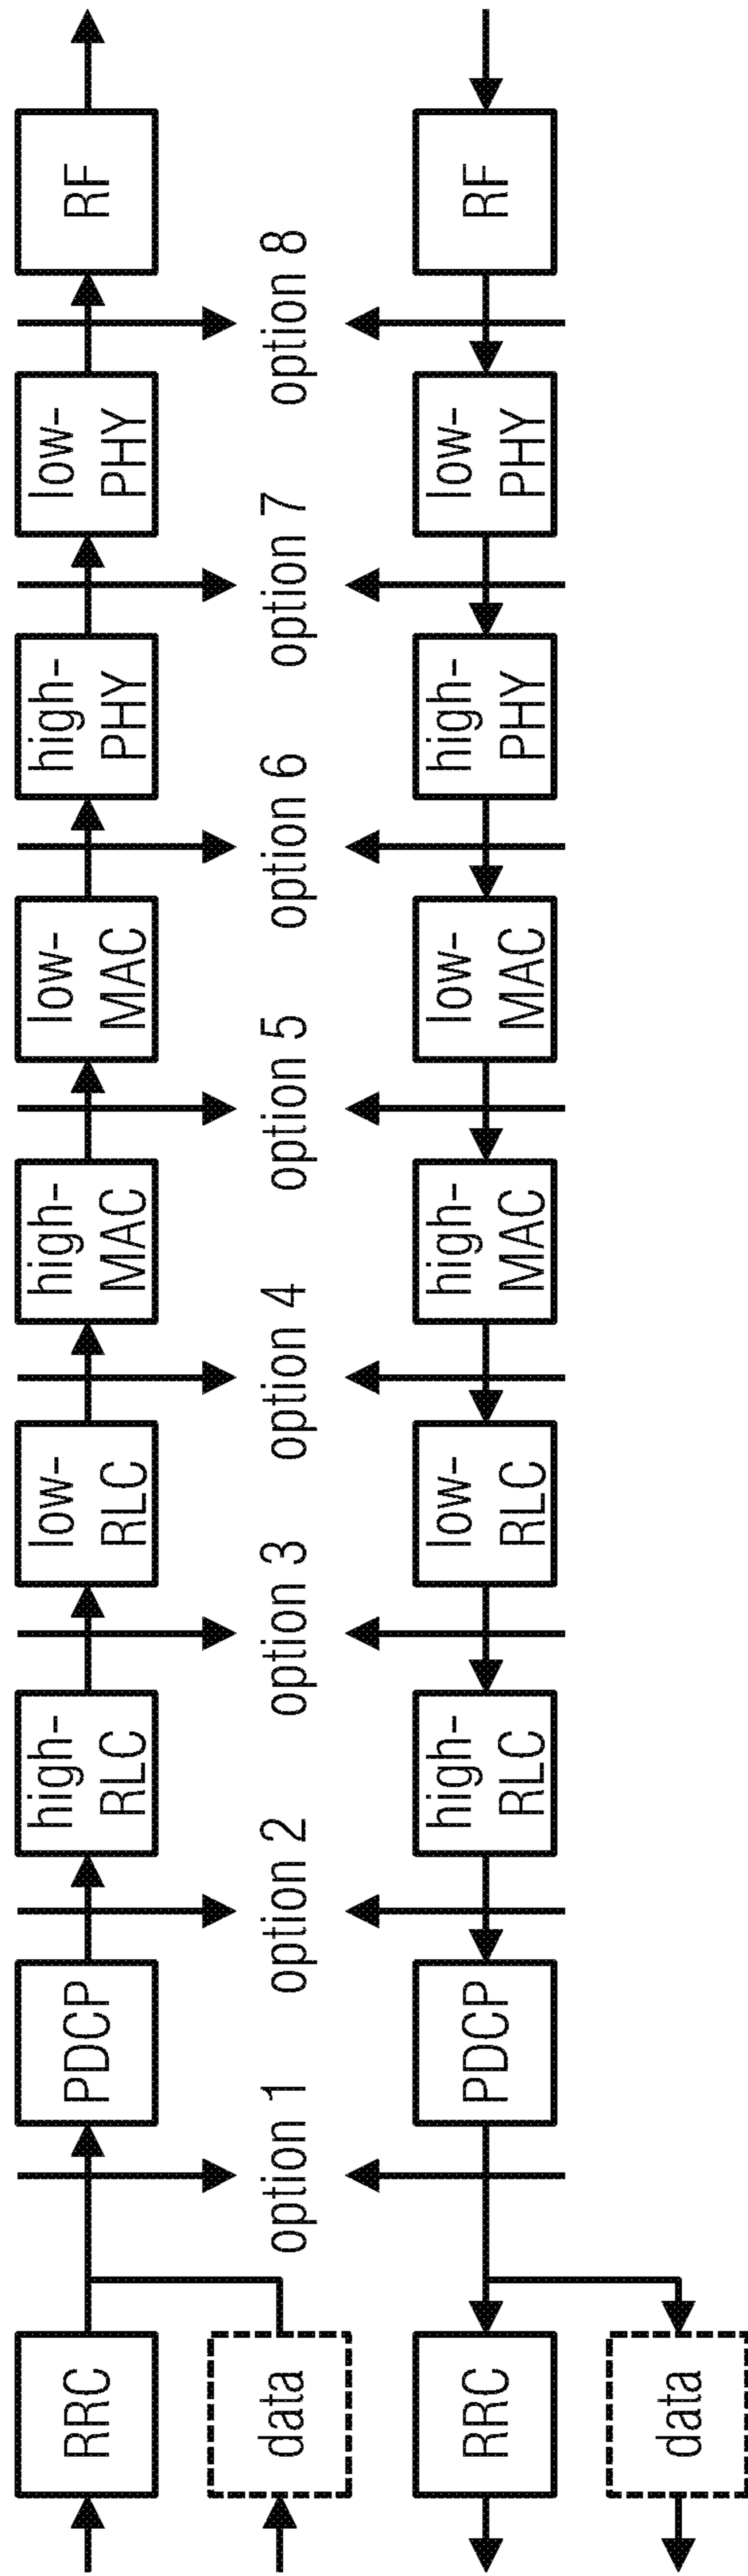 RRC
PDCP
high-
RLC
low-
RLC
high-
MAC
low-
MAC
high-
PHY
low-
PHY
RF
data
option 1
option 2
option 3
option 4
option 5
option 6
option 7
option 8
RRC
PDCP
high-
RLC
low-
RLC
high-
MAC
low-
MAC
high-
PHY
low-
PHY
RF
data